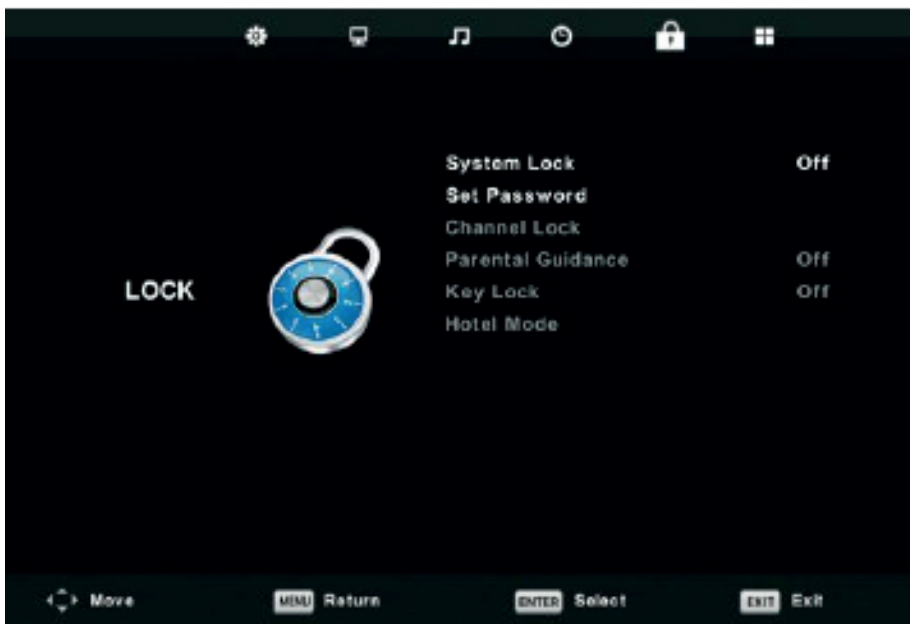 System Lock Off
Set Password
Channel Lock
Parental Guidance Off
LOCK
Key Lock Off
Hotel Mode
Move MENU Return ENTER Select EXIT Exit